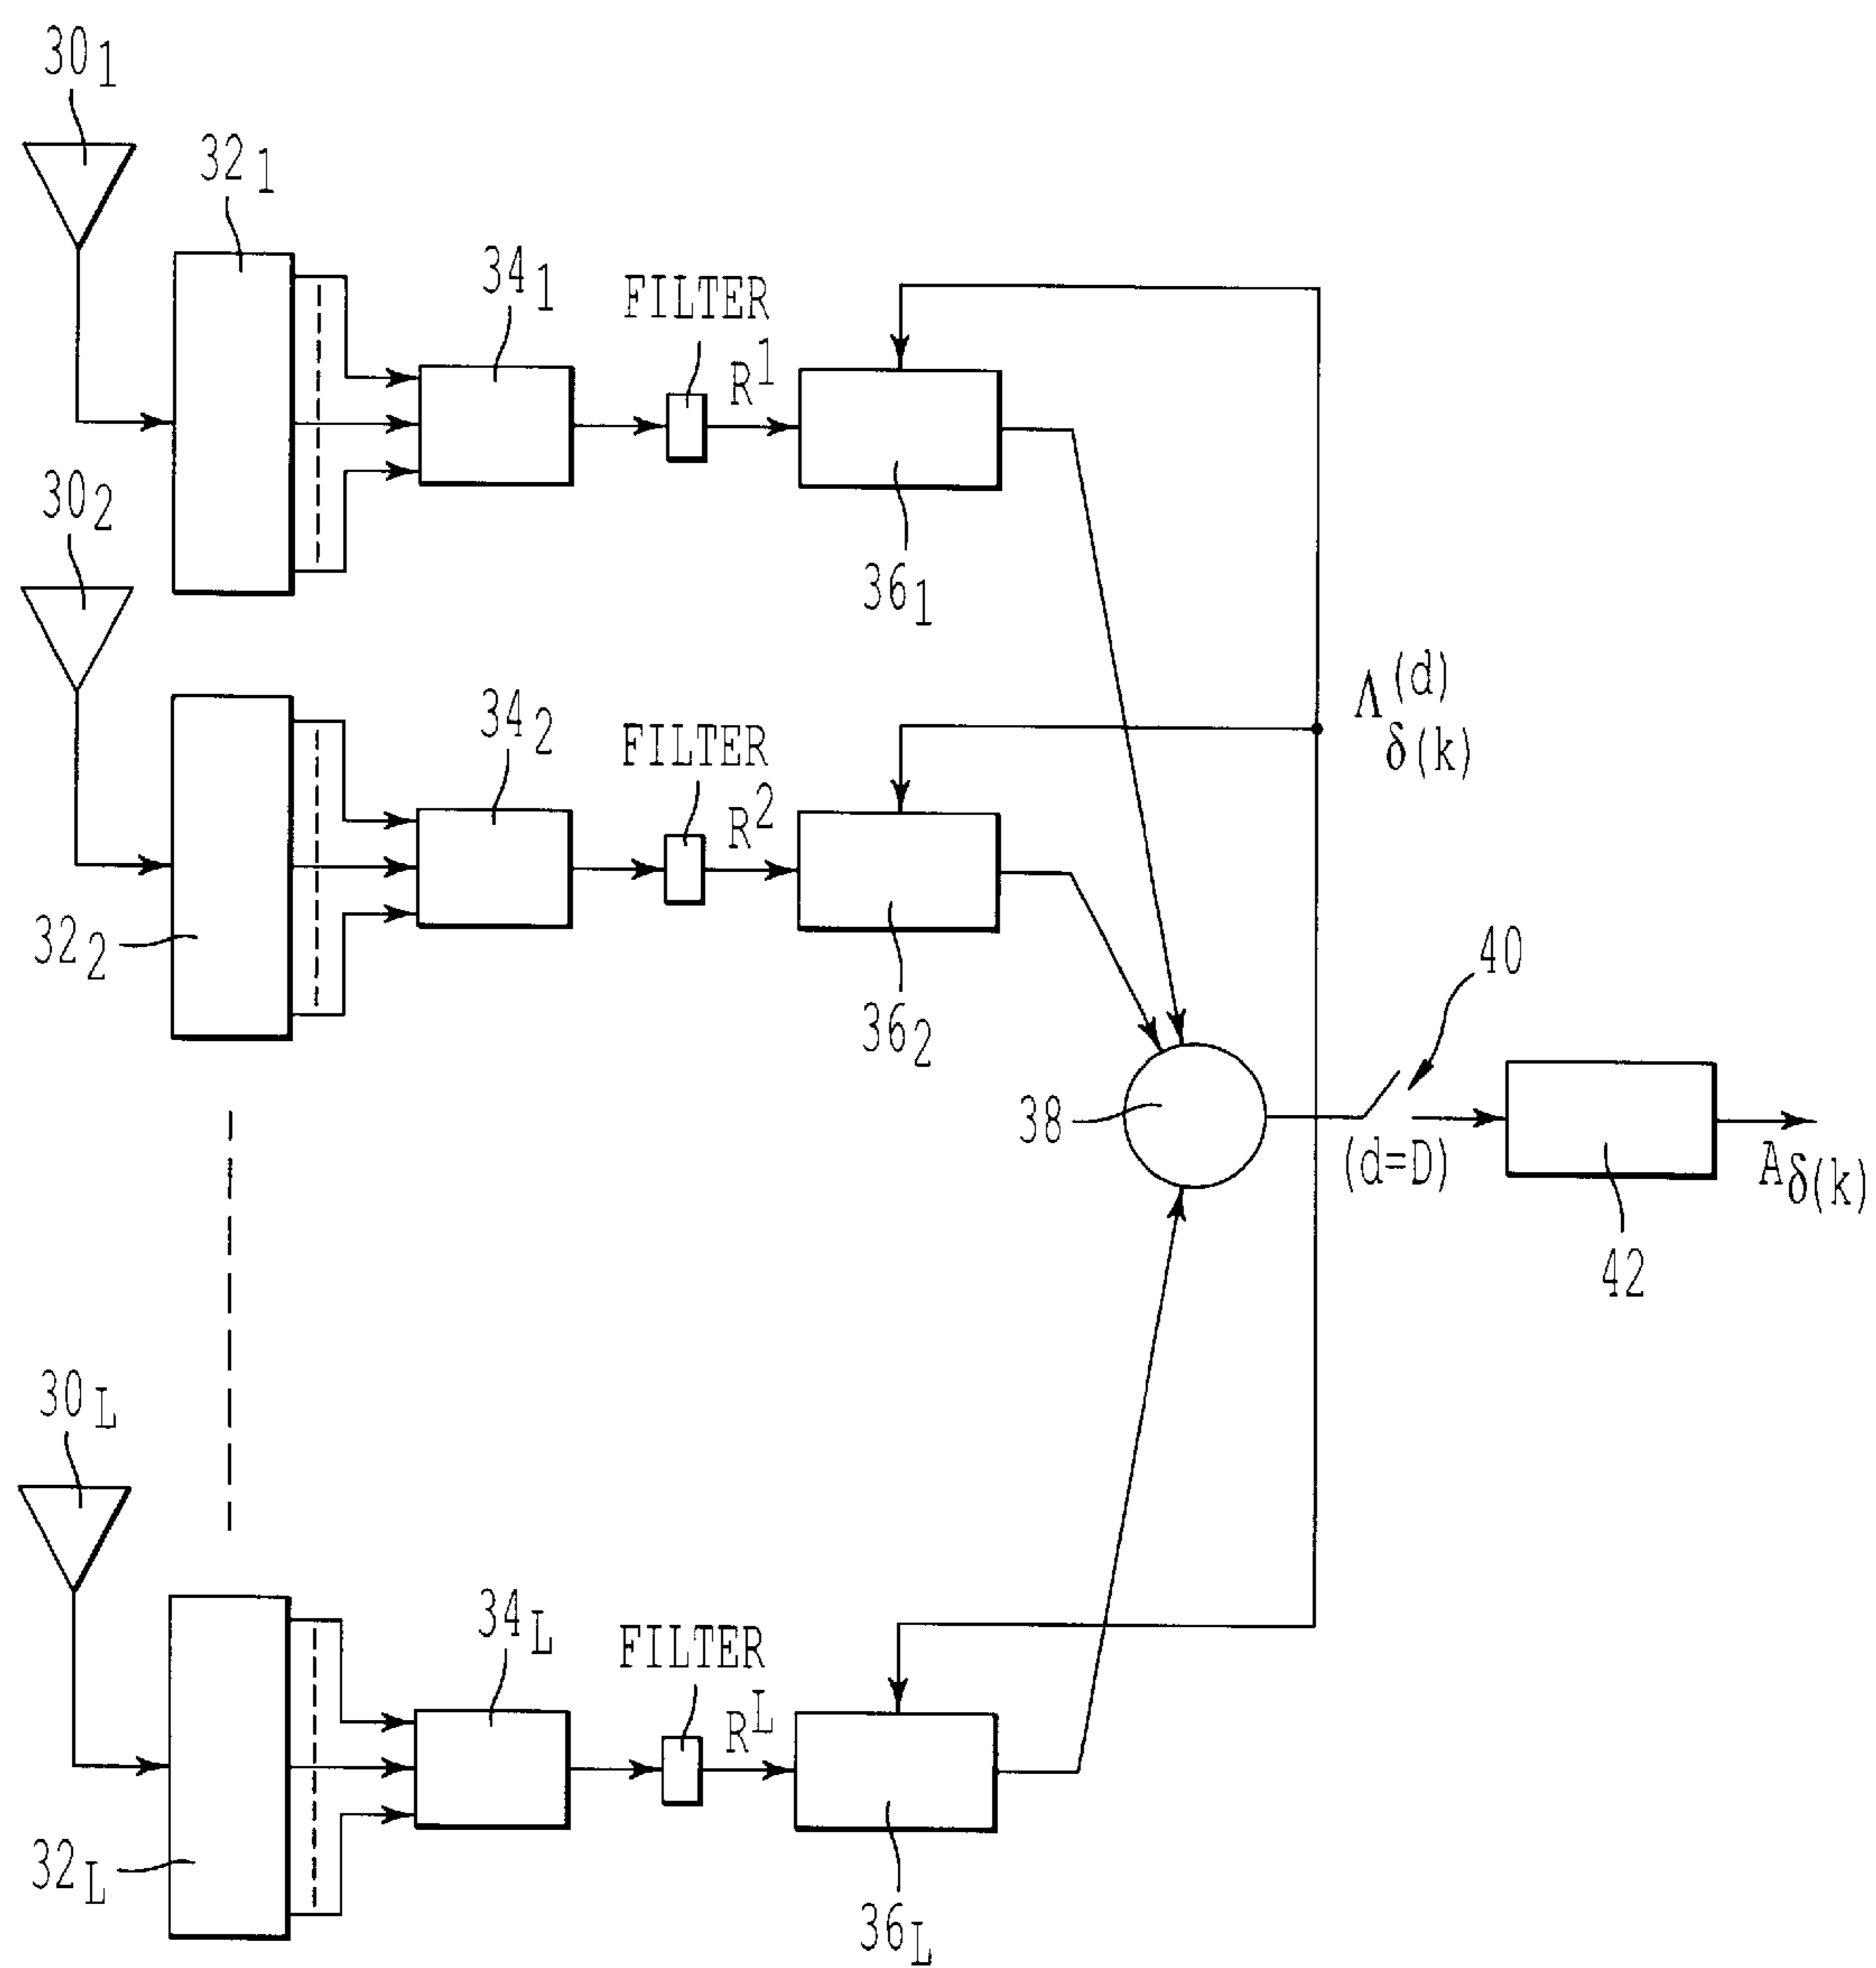 30₁
32₁
34₁
FILTER
R¹
36₁
30₂
32₂
34₂
FILTER
R²
36₂
Λ^(d)_δ(k)
38
40
(d=D)
42
A_δ(k)
30_L
32_L
34_L
FILTER
R^L
36_L